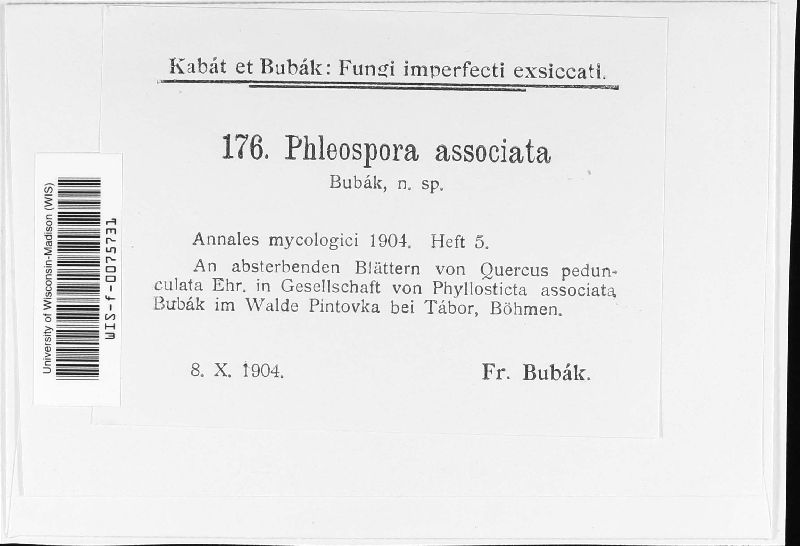 Kabát et Bubák: Fungi imperfecti exsiccati.
176. Phleospora associata
Bubák, n. sp.
Annales mycologici 1904. Heft 5.
An absterbenden Blättern von Quercus pedun-
culata Ehr. in Gesellschaft von Phyllosticta associata
Bubák im Walde Pintovka bei Tábor, Böhmen.
8. X. 1904.
Fr. Bubák.
University of Wisconsin-Madison (WIS)
WIS-f-0075731